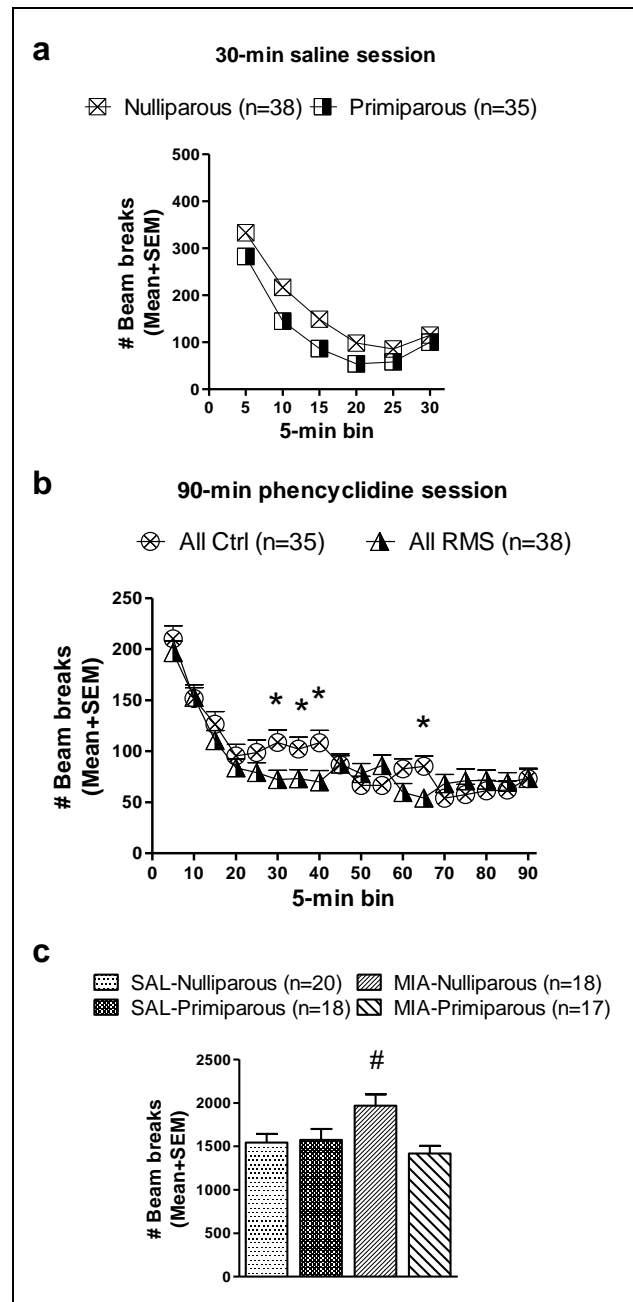 a
30-min saline session
Nulliparous (n=38) Primiparous (n=35)
# Beam breaks
(Mean+SEM)
500
400
300
200
100
0
0 5 10 15 20 25 30
5-min bin
b
90-min phencyclidine session
All Ctrl (n=35) All RMS (n=38)
# Beam breaks
(Mean+SEM)
250
200
150
100
50
0
* * * *
0 10 20 30 40 50 60 70 80 90
5-min bin
c
SAL-Nulliparous (n=20) MIA-Nulliparous (n=18)
SAL-Primiparous (n=18) MIA-Primiparous (n=17)
# Beam breaks
(Mean+SEM)
2500
2000
1500
1000
500
0
#